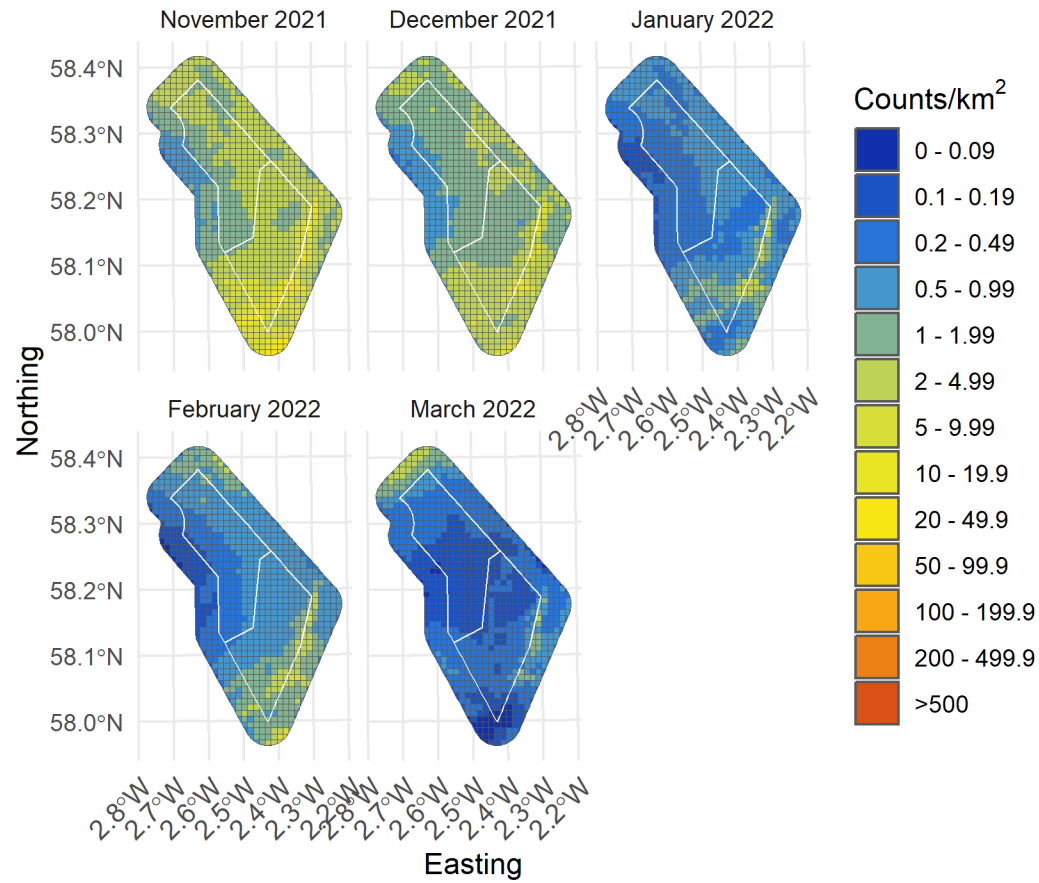 November 2021
December 2021
January 2022
58.4°N
58.3°N
58.2°N
58.1°N
58.0°N
2.8°W
2.7°W
2.6°W
2.5°W
2.4°W
2.3°W
2.2°W
Northing
February 2022
March 2022
58.4°N
58.3°N
58.2°N
58.1°N
58.0°N
2.8°W
2.7°W
2.6°W
2.5°W
2.4°W
2.3°W
2.2°W
2.8°W
2.7°W
2.6°W
2.5°W
2.4°W
2.3°W
2.2°W
Easting
Counts/km²
0 - 0.09
0.1 - 0.19
0.2 - 0.49
0.5 - 0.99
1 - 1.99
2 - 4.99
5 - 9.99
10 - 19.9
20 - 49.9
50 - 99.9
100 - 199.9
200 - 499.9
>500